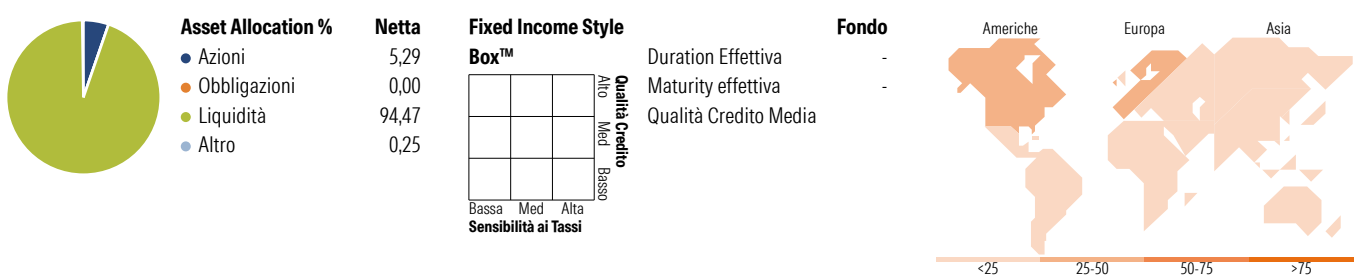 Asset Allocation % Netta
Azioni 5,29
Obbligazioni 0,00
Liquidità 94,47
Altro 0,25
Fixed Income Style Box™ Fondo
Duration Effettiva -
Maturity effettiva -
Qualità Credito Media -
Alto Med Basso
Qualità Credito
Bassa Med Alta
Sensibilità ai Tassi
Americhe Europa Asia
<25 25-50 50-75 >75